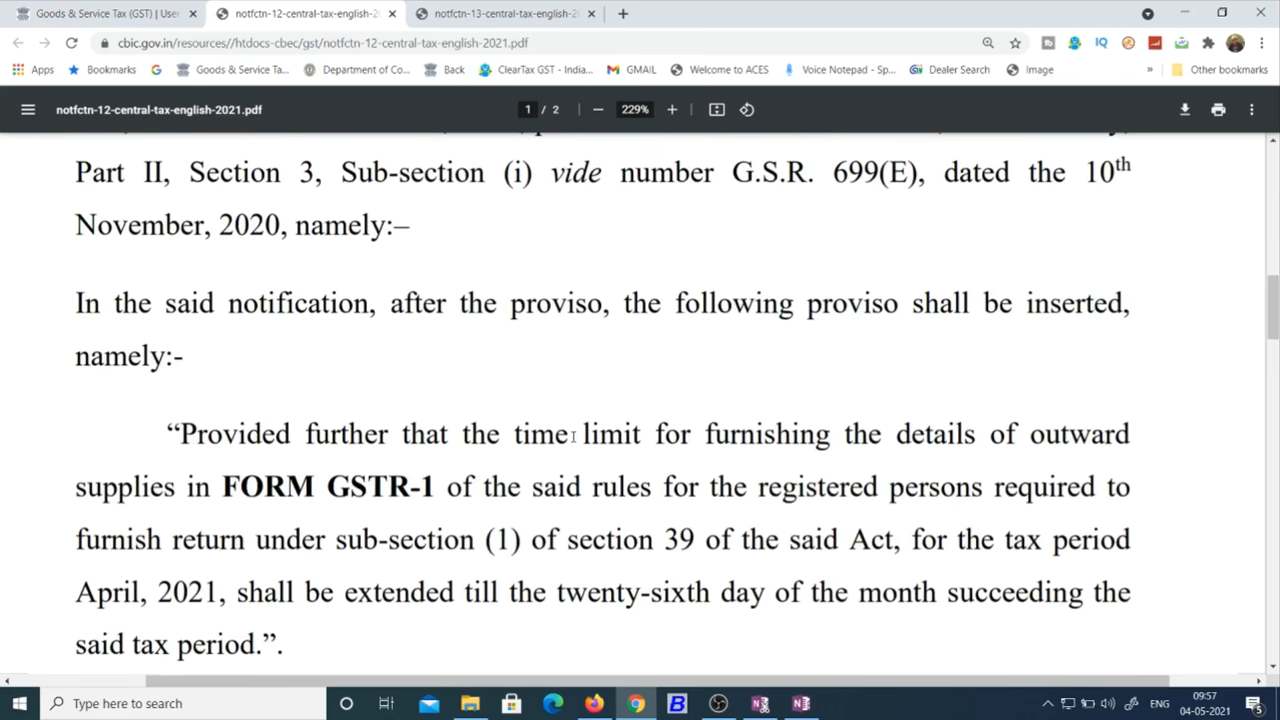 Goods & Service Tax (GST) | User
notfctn-12-central-tax-english-2
notfctn-13-central-tax-english-20
cbic.gov.in/resources//htdocs-cbec/gst/notfctn-12-central-tax-english-2021.pdf
IQ
Apps Bookmarks Goods & Service Ta... Department of Co... Back ClearTax GST - India... GMAIL Welcome to ACES Voice Notepad - Sp... Dealer Search Image » Other bookmarks
notfctn-12-central-tax-english-2021.pdf 1 / 2 229%
Part II, Section 3, Sub-section (i) vide number G.S.R. 699(E), dated the 10th
November, 2020, namely:–
In the said notification, after the proviso, the following proviso shall be inserted,
namely:-
“Provided further that the time limit for furnishing the details of outward
supplies in FORM GSTR-1 of the said rules for the registered persons required to
furnish return under sub-section (1) of section 39 of the said Act, for the tax period
April, 2021, shall be extended till the twenty-sixth day of the month succeeding the
said tax period.”.
Type here to search
ENG
09:57
04-05-2021
5